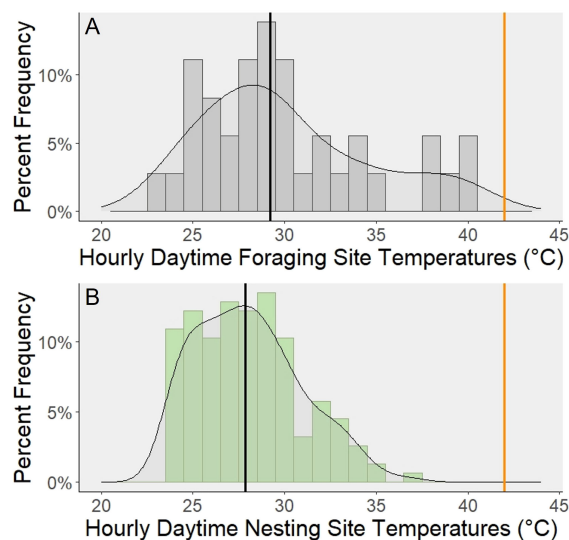 A
Percent Frequency
10%
5%
0%
20 25 30 35 40 45
Hourly Daytime Foraging Site Temperatures (°C)
B
Percent Frequency
10%
5%
0%
20 25 30 35 40 45
Hourly Daytime Nesting Site Temperatures (°C)